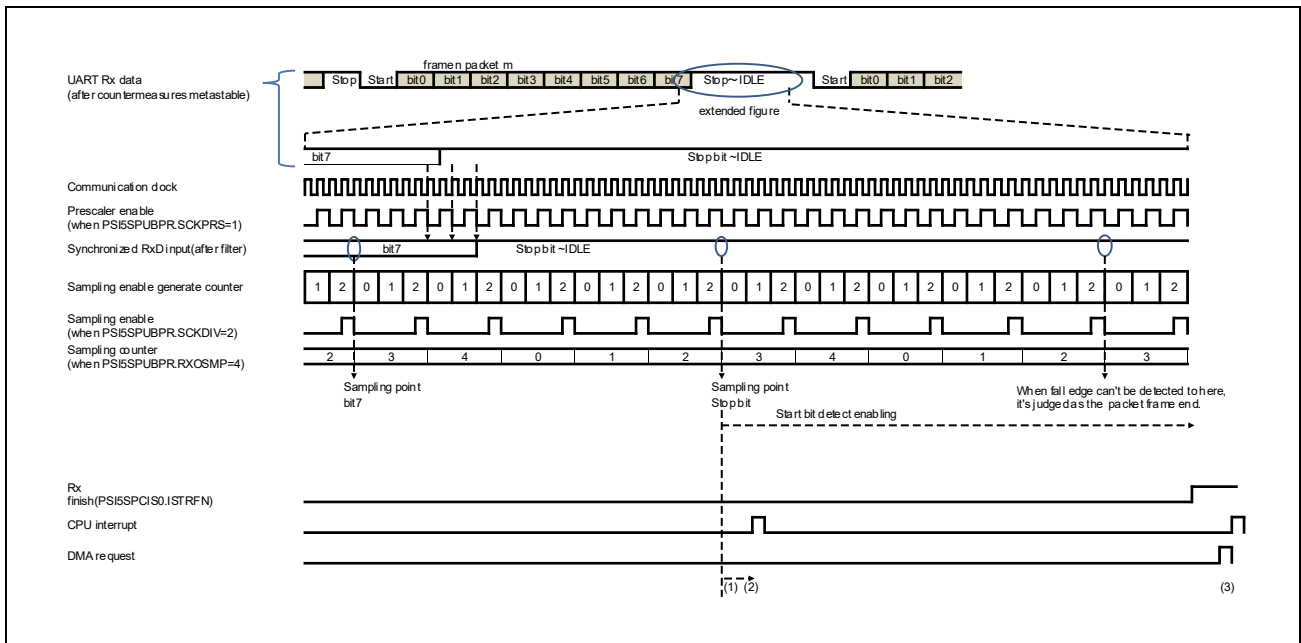 framen packet m
UART Rx data
(after countermeasures metastable)
Stop Start bit0 bit1 bit2 bit3 bit4 bit5 bit6 bit7 Stop~IDLE Start bit0 bit1 bit2
extended figure
bit7 Stopbit~IDLE
Communication clock
Prescaler enable
(when PSI5SPUBPR.SCKPRS=1)
Synchronized RxD input(after filter) bit7 Stopbit~IDLE
Sampling enable generate counter 1 2 0 1 2 0 1 2 0 1 2 0 1 2 0 1 2 0 1 2 0 1 2 0 1 2 0 1 2 0 1 2 0 1 2 0 1 2
Sampling enable
(when PSI5SPUBPR.SCKDIV=2)
Sampling counter
(when PSI5SPUBPR.RXOSMP=4) 2 3 4 0 1 2 3 4 0 1 2 3
Sampling point
bit7
Sampling point
Stopbit
When fall edge can't be detected to here,
it's judged as the packet frame end.
Start bit detect enabling
Rx
finish(PSI5SPCIS0.ISTRFN)
CPU interrupt
DMA request
(1) (2) (3)